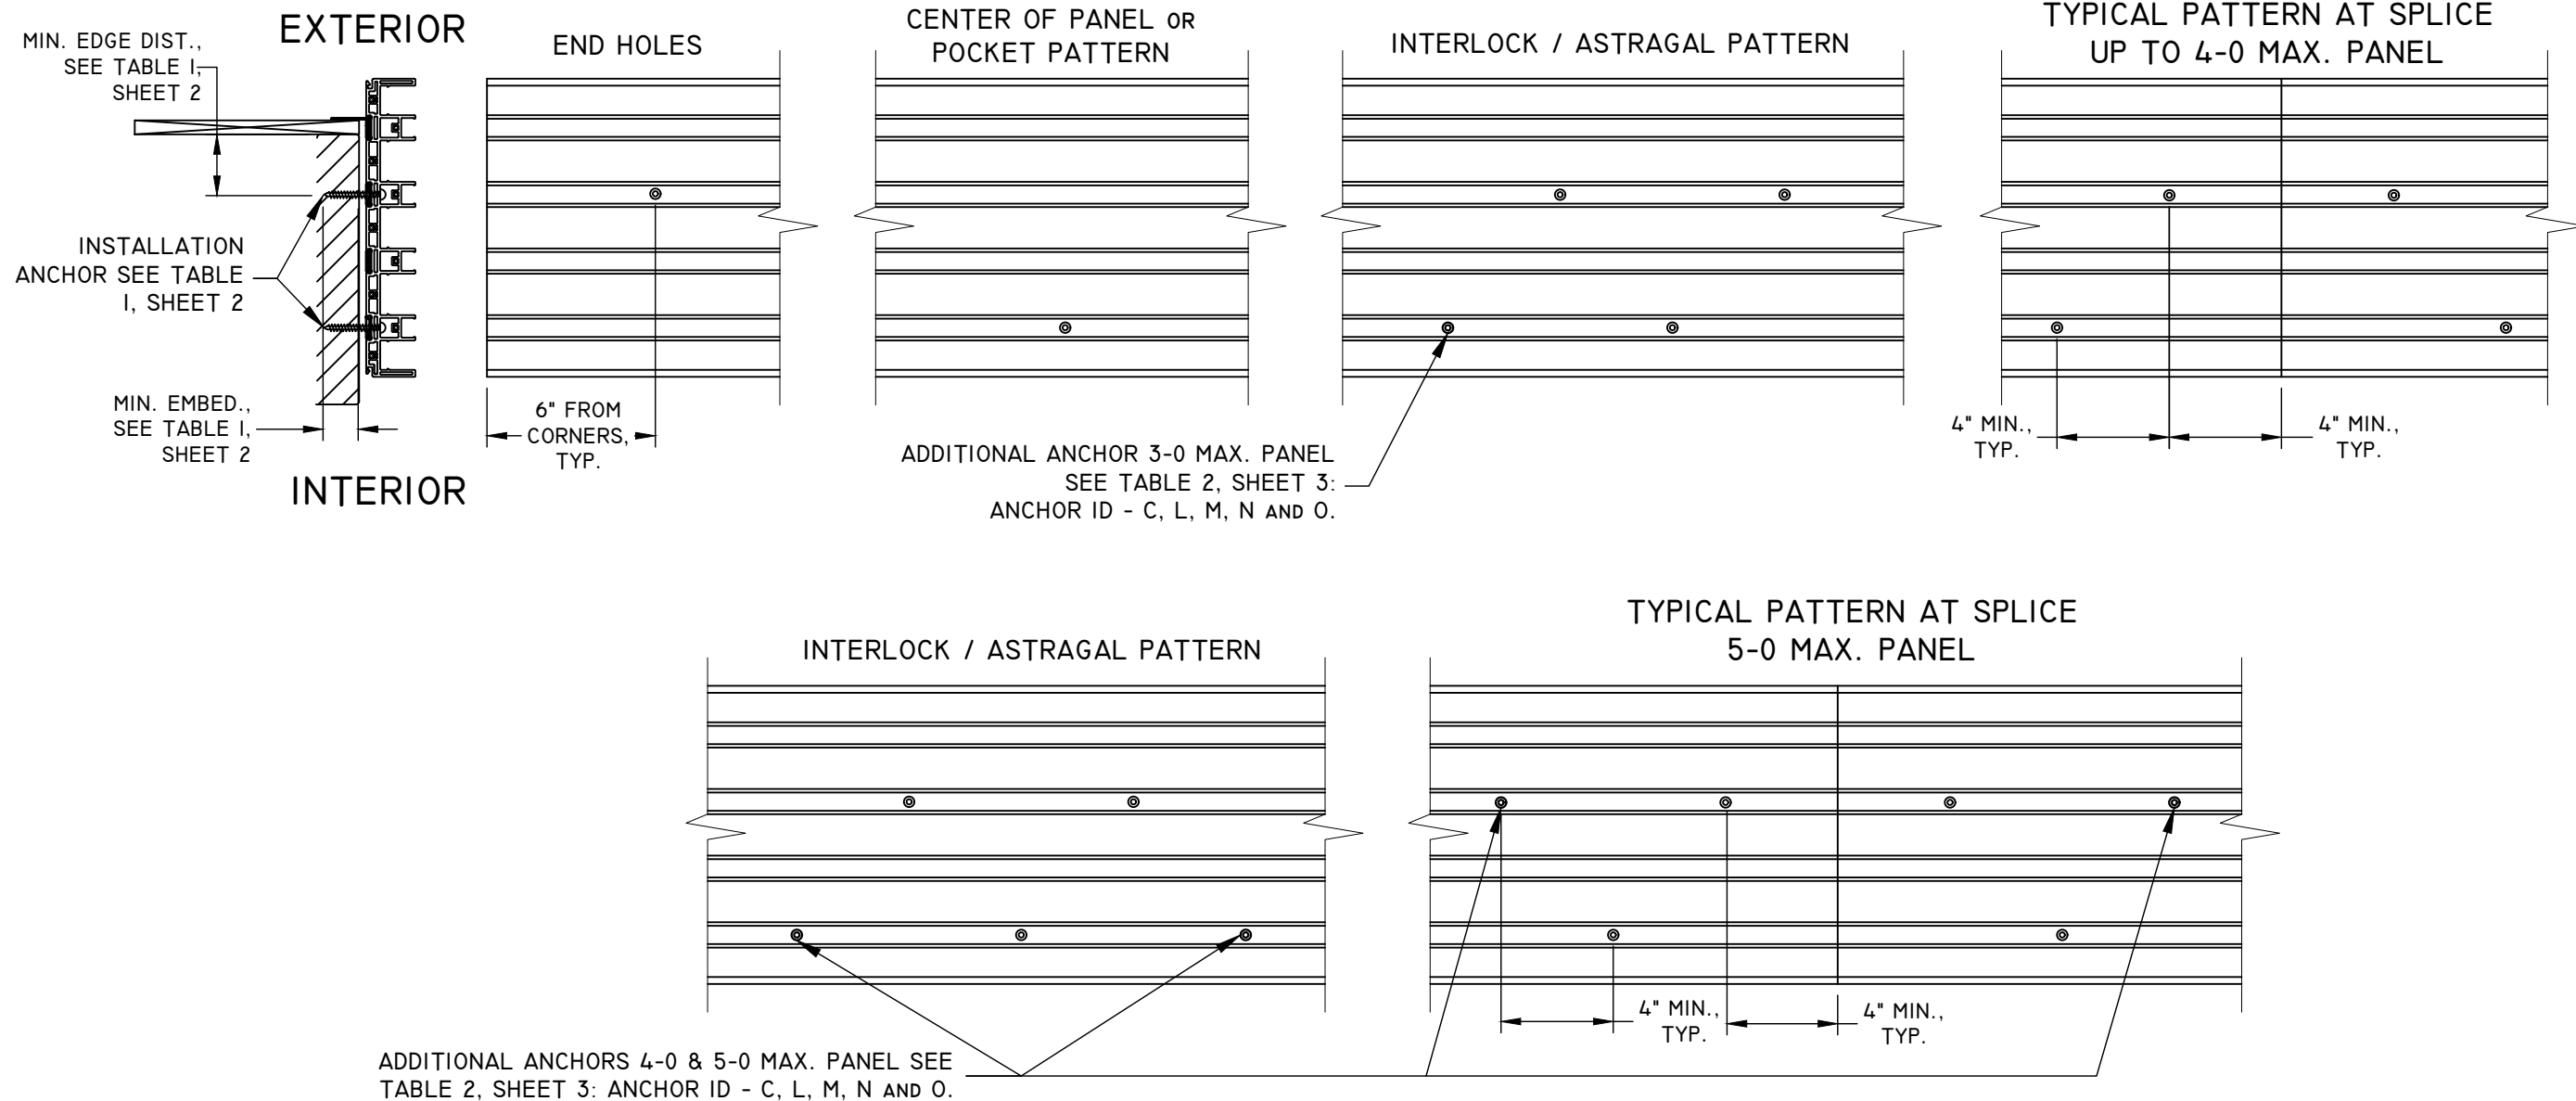 EXTERIOR
MIN. EDGE DIST.,
SEE TABLE 1,
SHEET 2
INSTALLATION
ANCHOR SEE TABLE
1, SHEET 2
MIN. EMBED.,
SEE TABLE 1,
SHEET 2
INTERIOR
END HOLES
6" FROM
CORNERS,
TYP.
CENTER OF PANEL OR
POCKET PATTERN
INTERLOCK / ASTRAGAL PATTERN
ADDITIONAL ANCHOR 3-0 MAX. PANEL
SEE TABLE 2, SHEET 3:
ANCHOR ID - C, L, M, N AND O.
TYPICAL PATTERN AT SPLICE
UP TO 4-0 MAX. PANEL
4" MIN.,
TYP.
4" MIN.,
TYP.
INTERLOCK / ASTRAGAL PATTERN
TYPICAL PATTERN AT SPLICE
5-0 MAX. PANEL
4" MIN.,
TYP.
4" MIN.,
TYP.
ADDITIONAL ANCHORS 4-0 & 5-0 MAX. PANEL SEE
TABLE 2, SHEET 3: ANCHOR ID - C, L, M, N AND O.